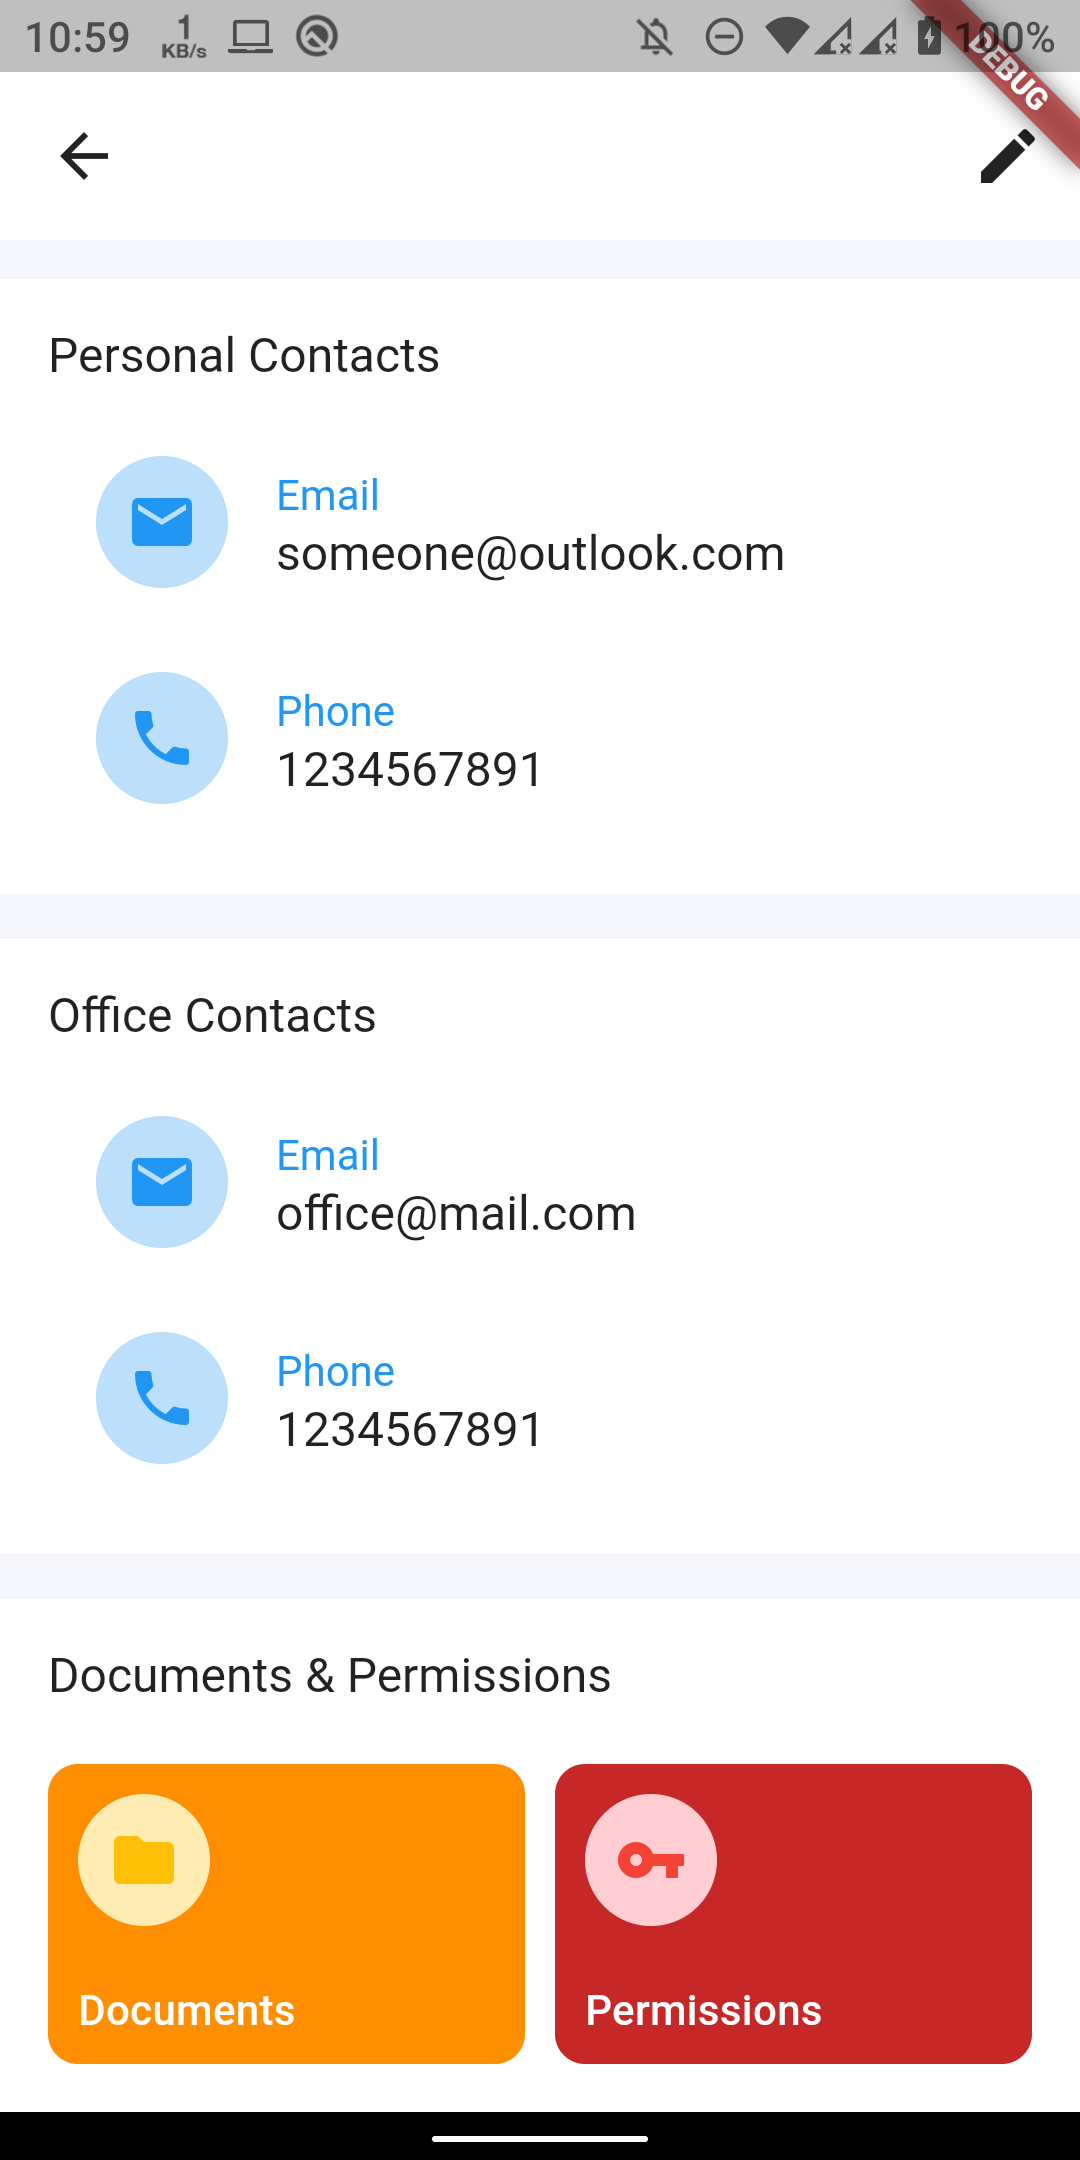 10:59 1 KB/s 100%
DEBUG
Personal Contacts
Email
someone@outlook.com
Phone
1234567891
Office Contacts
Email
office@mail.com
Phone
1234567891
Documents & Permissions
Documents
Permissions